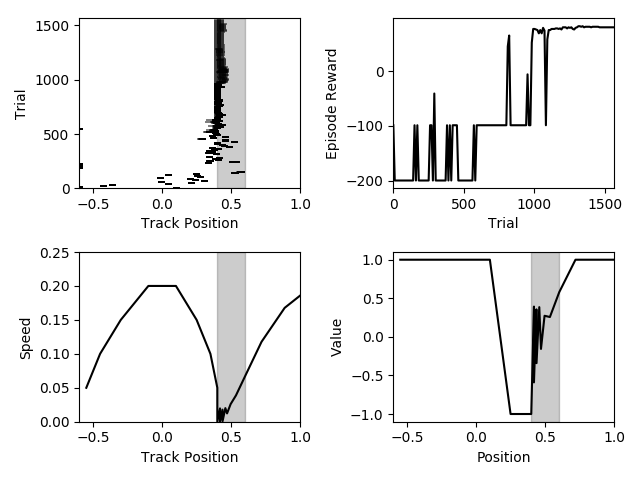 1500
1000
500
0
Trial
−0.5 0.0 0.5 1.0
Track Position
0
−100
−200
Episode Reward
0 500 1000 1500
Trial
0.25
0.20
0.15
0.10
0.05
0.00
Speed
−0.5 0.0 0.5 1.0
Track Position
1.0
0.5
0.0
−0.5
−1.0
Value
−0.5 0.0 0.5 1.0
Position